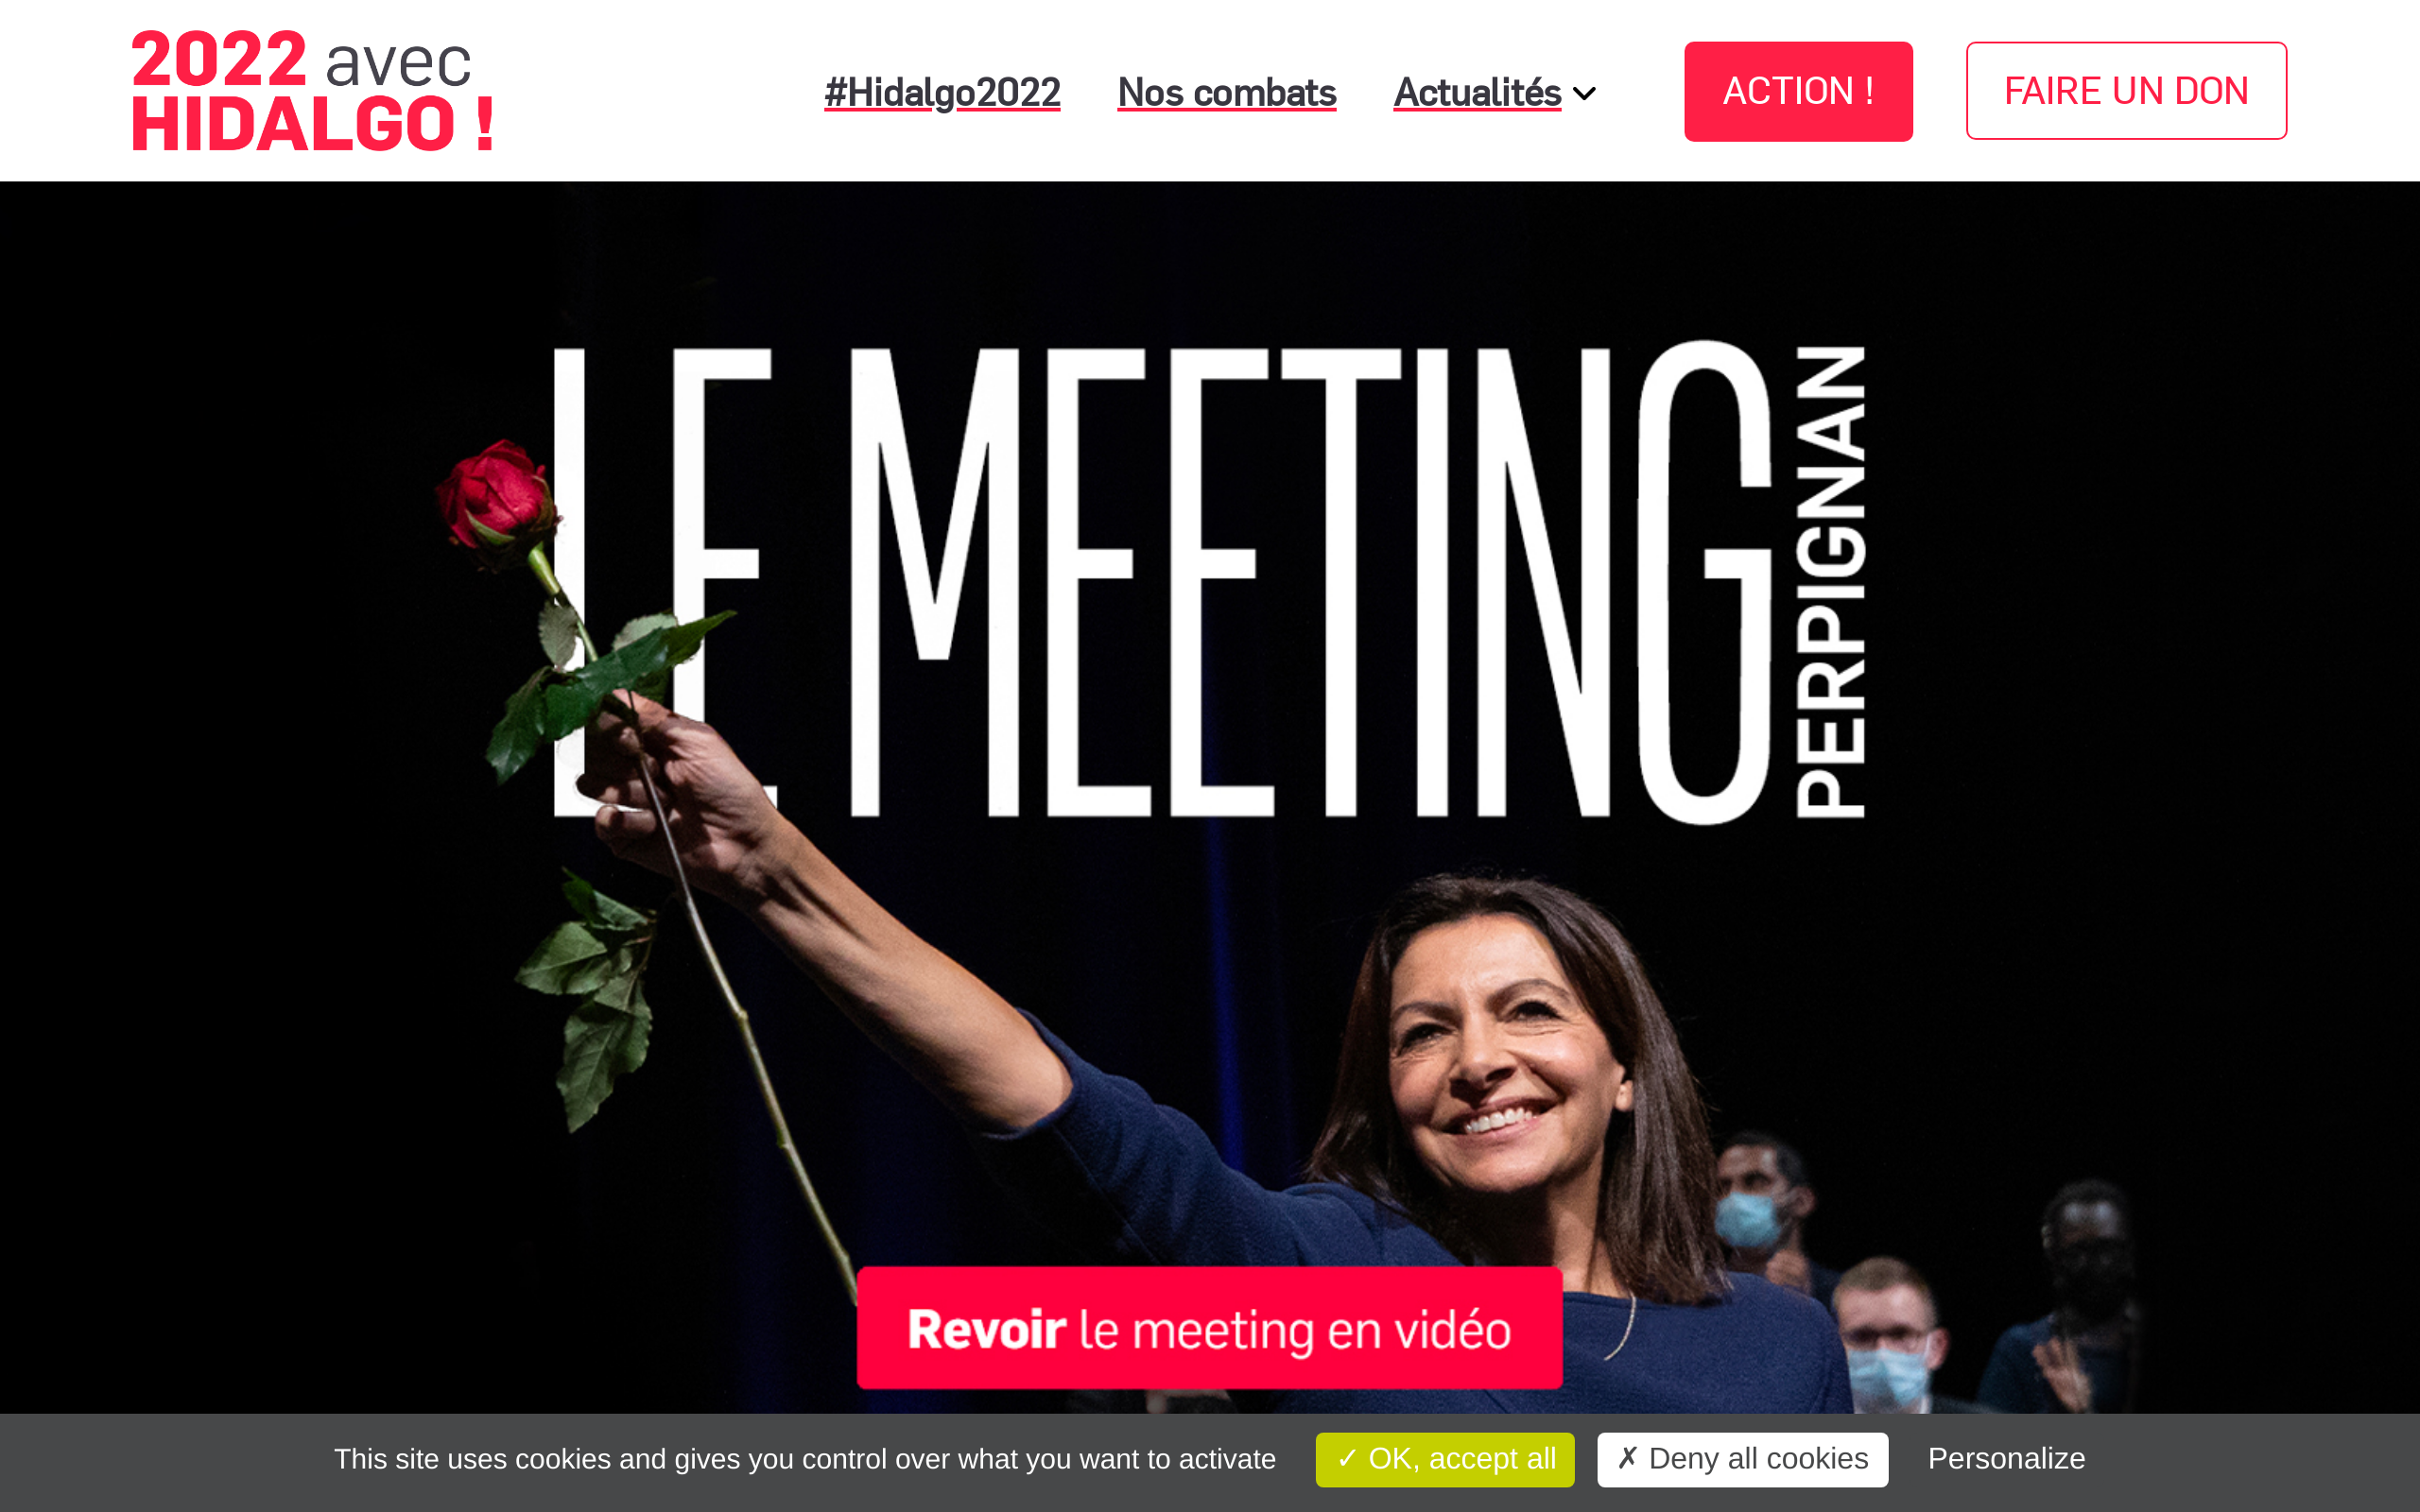 2022 avec
HIDALGO !
#Hidalgo2022
Nos combats
Actualités
ACTION !
FAIRE UN DON
LE MEETING
PERPIGNAN
Revoir le meeting en vidéo
This site uses cookies and gives you control over what you want to activate
✓ OK, accept all
✗ Deny all cookies
Personalize